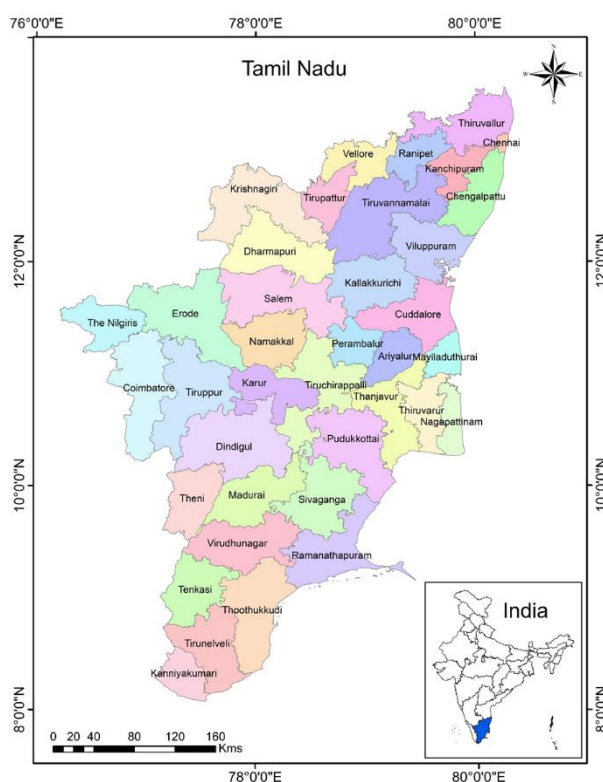 76°0'0"E
78°0'0"E
80°0'0"E
Tamil Nadu
N
W
E
S
Thiruvallur
Chennai
Vellore
Ranipet
Kanchipuram
Krishnagiri
Tirupattur
Chengalpattu
Tiruvannamalai
Dharmapuri
Viluppuram
12°0'0"N
12°0'0"N
Kallakkurichi
Salem
Cuddalore
The Nilgiris
Erode
Namakkal
Perambalur
Ariyalur
Mayiladuthurai
Coimbatore
Tiruppur
Karur
Tiruchirappalli
Thanjavur
Thiruvarur
Nagapattinam
Dindigul
Pudukkottai
10°0'0"N
10°0'0"N
Theni
Madurai
Sivaganga
Virudhunagar
Ramanathapuram
Tenkasi
Thoothukkudi
India
Tirunelveli
Kanniyakumari
8°0'0"N
8°0'0"N
0 20 40 80 120 160
Kms
78°0'0"E
80°0'0"E